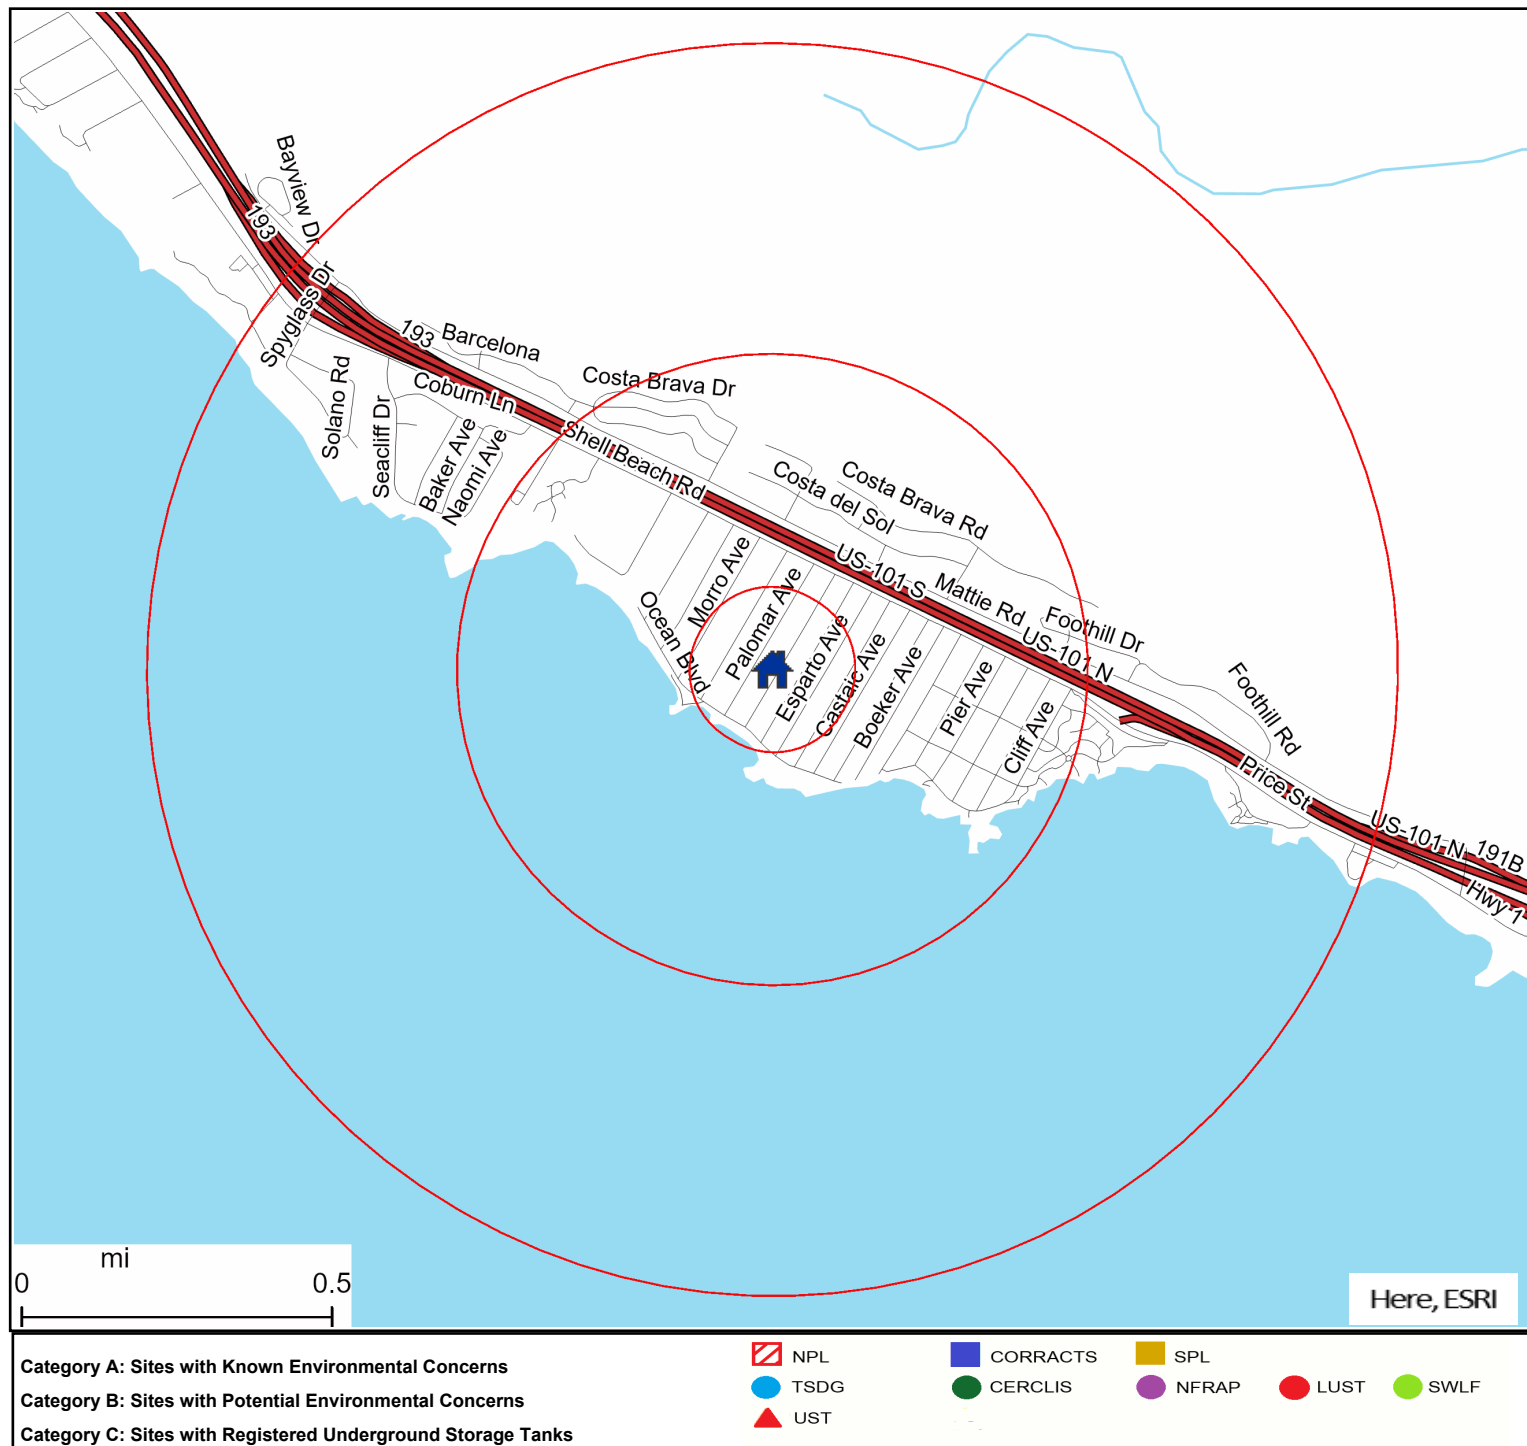 Bayview Dr
193
Spyglass Dr
193
Barcelona
Solano Rd
Seacliff Dr
Coburn Ln
Baker Ave
Naomi Ave
Costa Brava Dr
Shell Beach Rd
Costa Brava Rd
Costa del Sol
Morro Ave
US-101 S
Mattie Rd
Ocean Blvd
Palomar Ave
Esparto Ave
Castaic Ave
Boeker Ave
Pier Ave
Cliff Ave
US-101 N
Foothill Dr
Foothill Rd
Price St
US-101 N
191B
Hwy 1
mi
0 0.5
Here, ESRI
Category A: Sites with Known Environmental Concerns
Category B: Sites with Potential Environmental Concerns
Category C: Sites with Registered Underground Storage Tanks
NPL CORRACTS SPL
TSDG CERCLIS NFRAP LUST SWLF
UST